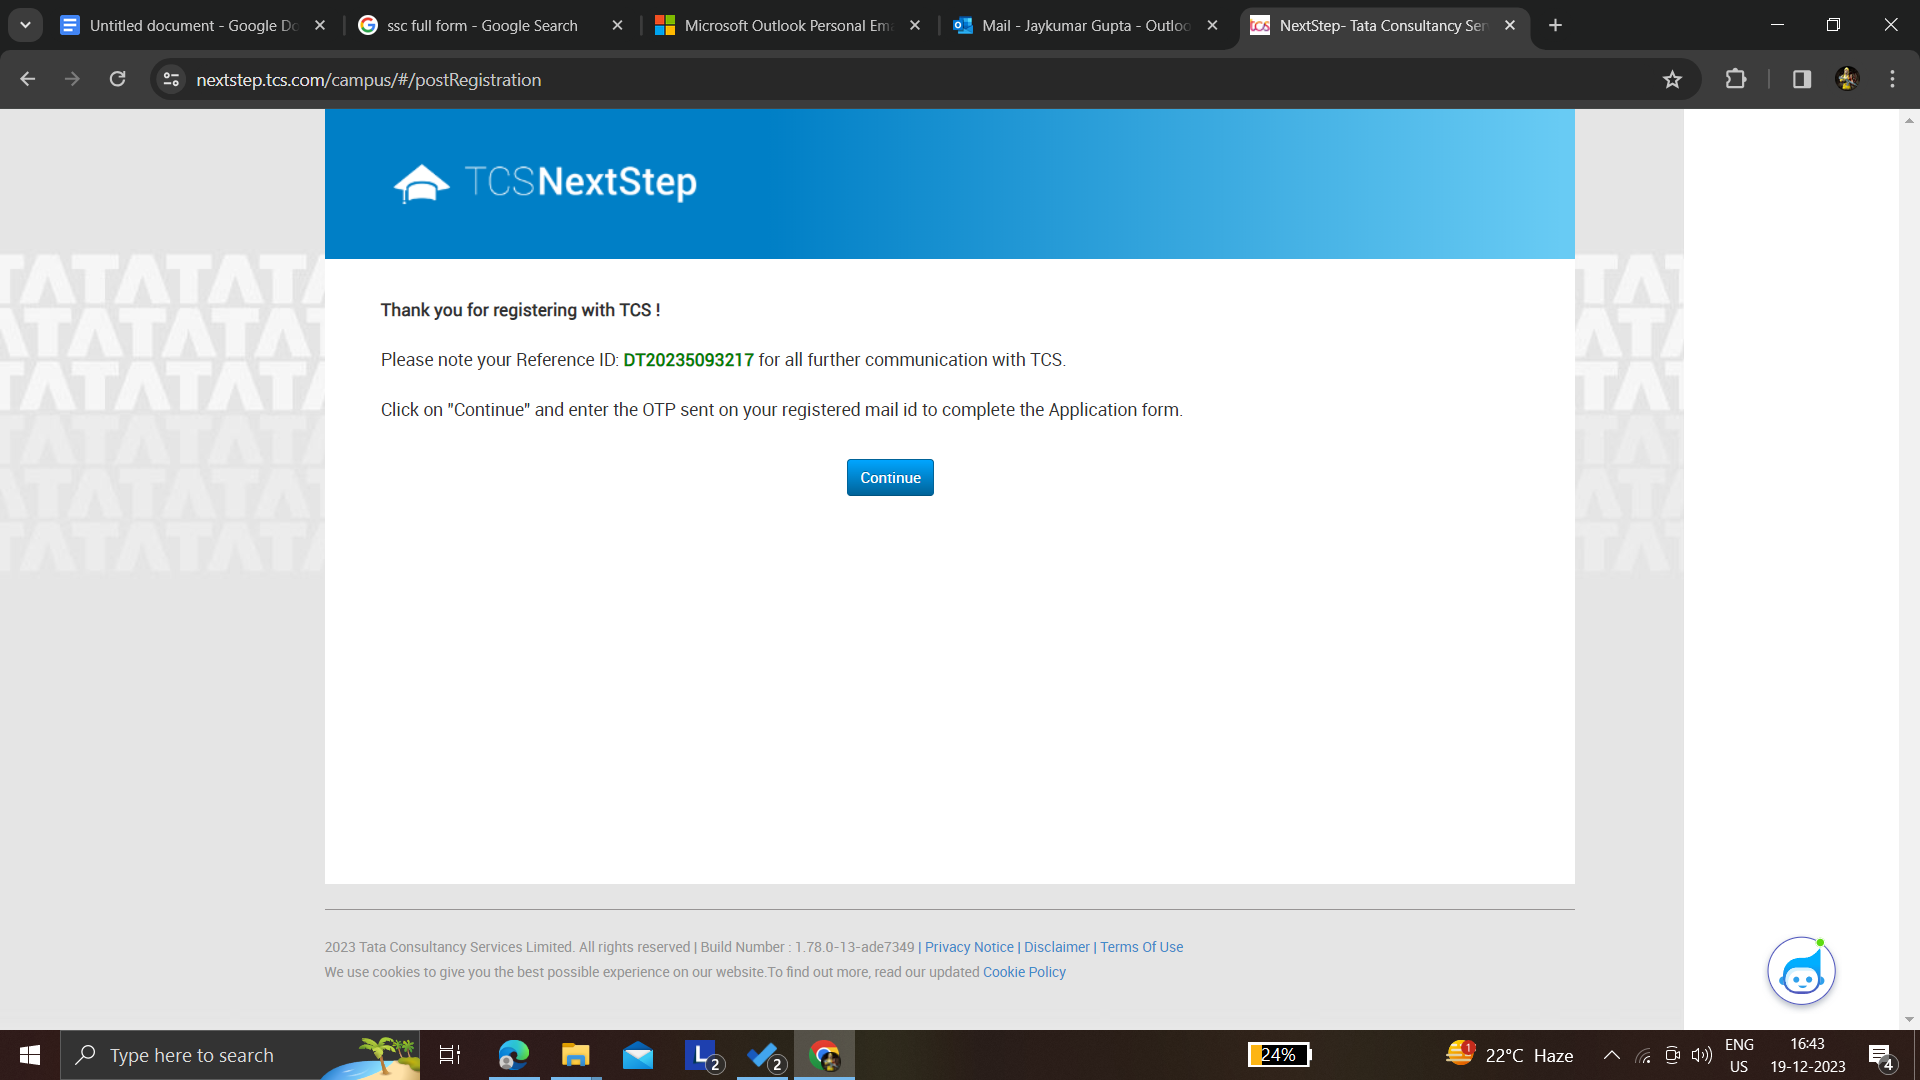 Untitled document - Google Do
ssc full form - Google Search
Microsoft Outlook Personal Em
Mail - Jaykumar Gupta - Outloo
tcs
NextStep- Tata Consultancy Ser
nextstep.tcs.com/campus/#/postRegistration
TCSNextStep
Thank you for registering with TCS !
Please note your Reference ID: DT20235093217 for all further communication with TCS.
Click on "Continue" and enter the OTP sent on your registered mail id to complete the Application form.
Continue
2023 Tata Consultancy Services Limited. All rights reserved | Build Number : 1.78.0-13-ade7349 | Privacy Notice | Disclaimer | Terms Of Use
We use cookies to give you the best possible experience on our website.To find out more, read our updated Cookie Policy
Type here to search
L 2
2
24%
1
22°C Haze
ENG
US
16:43
19-12-2023
4